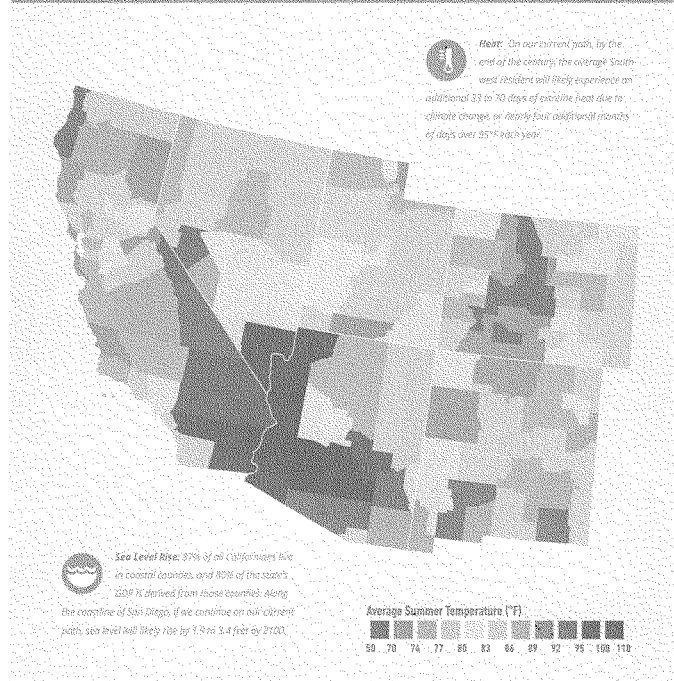 Heat: On our current path, by the
end of the century, the average South-
west resident will likely experience an
additional 33 to 70 days of extreme heat due to
climate change, or nearly four additional months
of days over 95°F each year.
Sea Level Rise: 87% of all Californians live
in coastal counties, and 80% of the state's
GDP is derived from those counties. Along
the coastline of San Diego, if we continue on our current
path, sea level will likely rise by 1.9 to 3.4 feet by 2100.
Average Summer Temperature (°F)
50 70 74 77 80 83 86 89 92 95 100 110